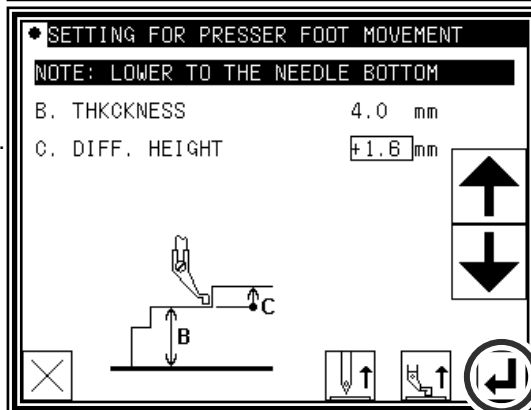 SETTING FOR PRESSER FOOT MOVEMENT
NOTE: LOWER TO THE NEEDLE BOTTOM
B. THKCKNESS 4.0 mm
C. DIFF. HEIGHT +1.6 mm
C
B